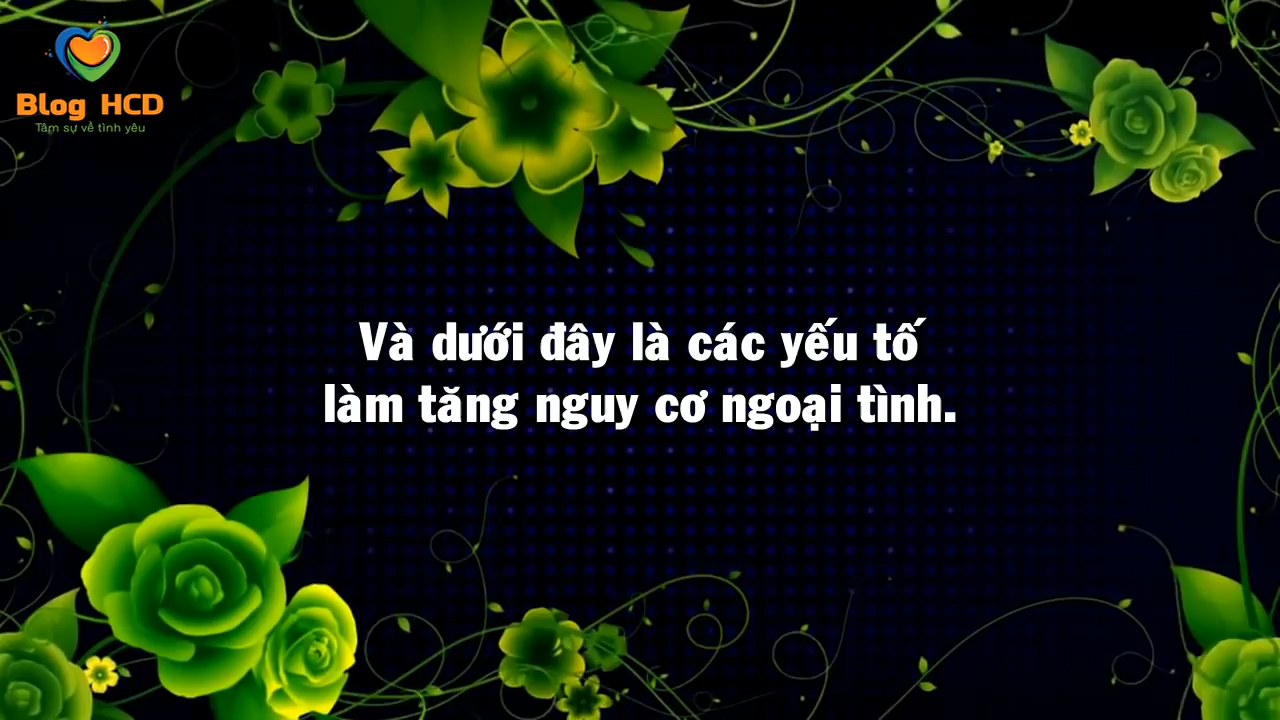 Blog HCD
Tâm sự về tình yêu
Và dưới đây là các yếu tố
làm tăng nguy cơ ngoại tình.